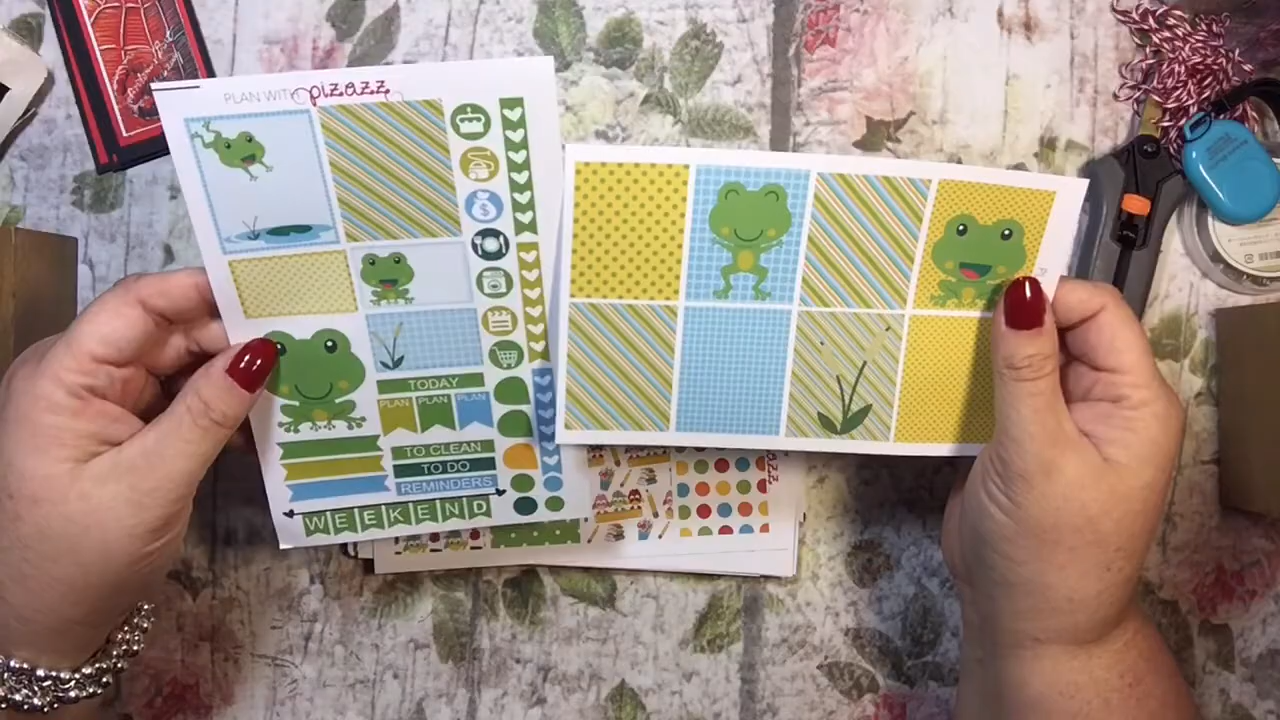 PLAN WITH pizazz
$
TODAY
PLAN PLAN PLAN
TO CLEAN
TO DO
REMINDERS
WEEKEND